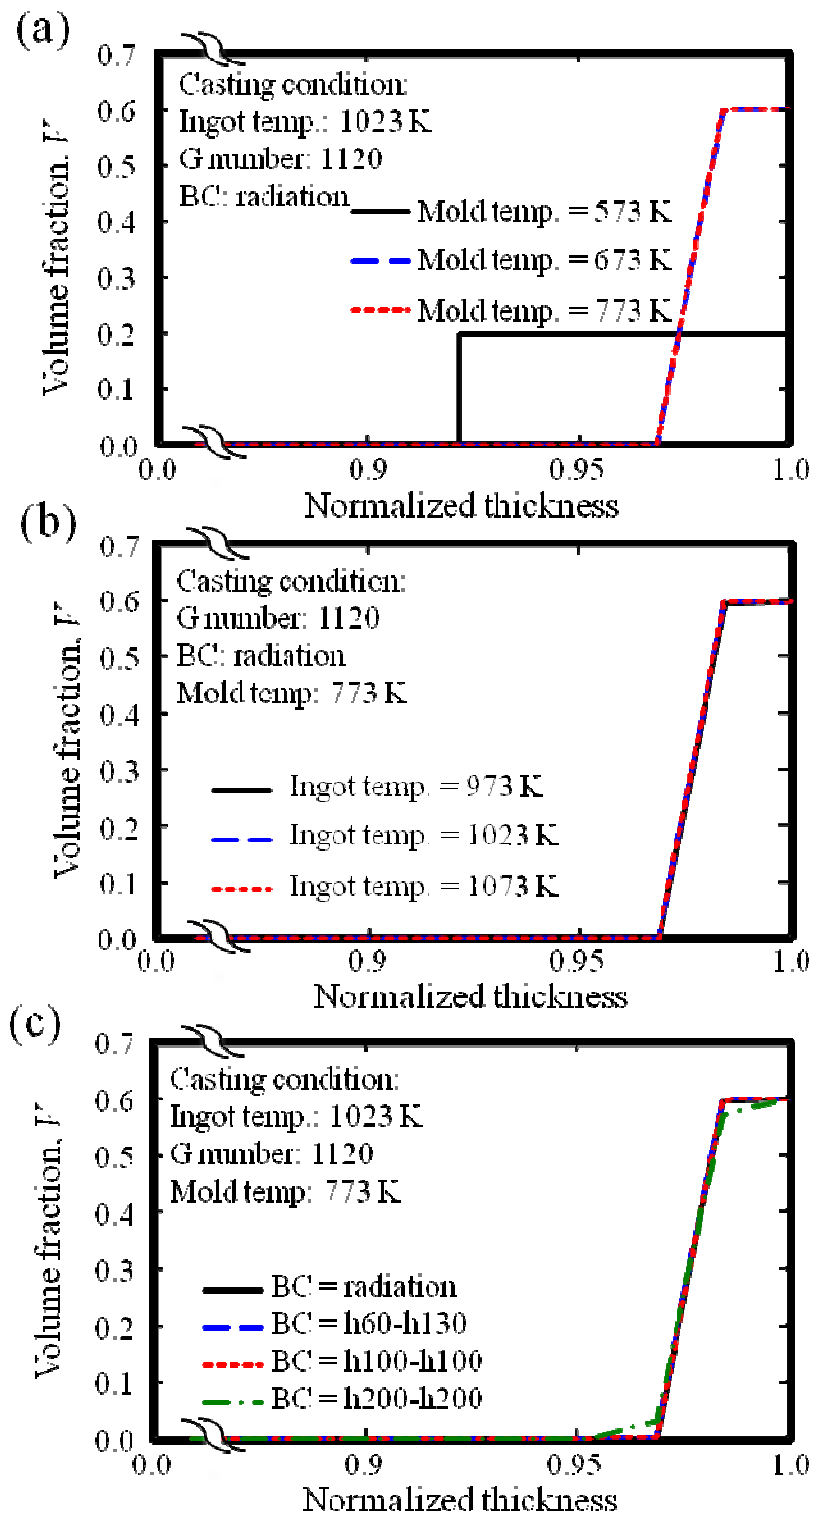 (a)
0.7
0.6
0.5
0.4
0.3
0.2
0.1
0.0
Volume fraction, V
Casting condition:
Ingot temp.: 1023 K
G number: 1120
BC: radiation
Mold temp. = 573 K
Mold temp. = 673 K
Mold temp. = 773 K
0.0 0.9 0.95 1.0
Normalized thickness
(b)
0.7
0.6
0.5
0.4
0.3
0.2
0.1
0.0
Volume fraction, V
Casting condition:
G number: 1120
BC: radiation
Mold temp: 773 K
Ingot temp. = 973 K
Ingot temp. = 1023 K
Ingot temp. = 1073 K
0.0 0.9 0.95 1.0
Normalized thickness
(c)
0.7
0.6
0.5
0.4
0.3
0.2
0.1
0.0
Volume fraction, V
Casting condition:
Ingot temp.: 1023 K
G number: 1120
Mold temp: 773 K
BC = radiation
BC = h60-h130
BC = h100-h100
BC = h200-h200
0.0 0.9 0.95 1.0
Normalized thickness